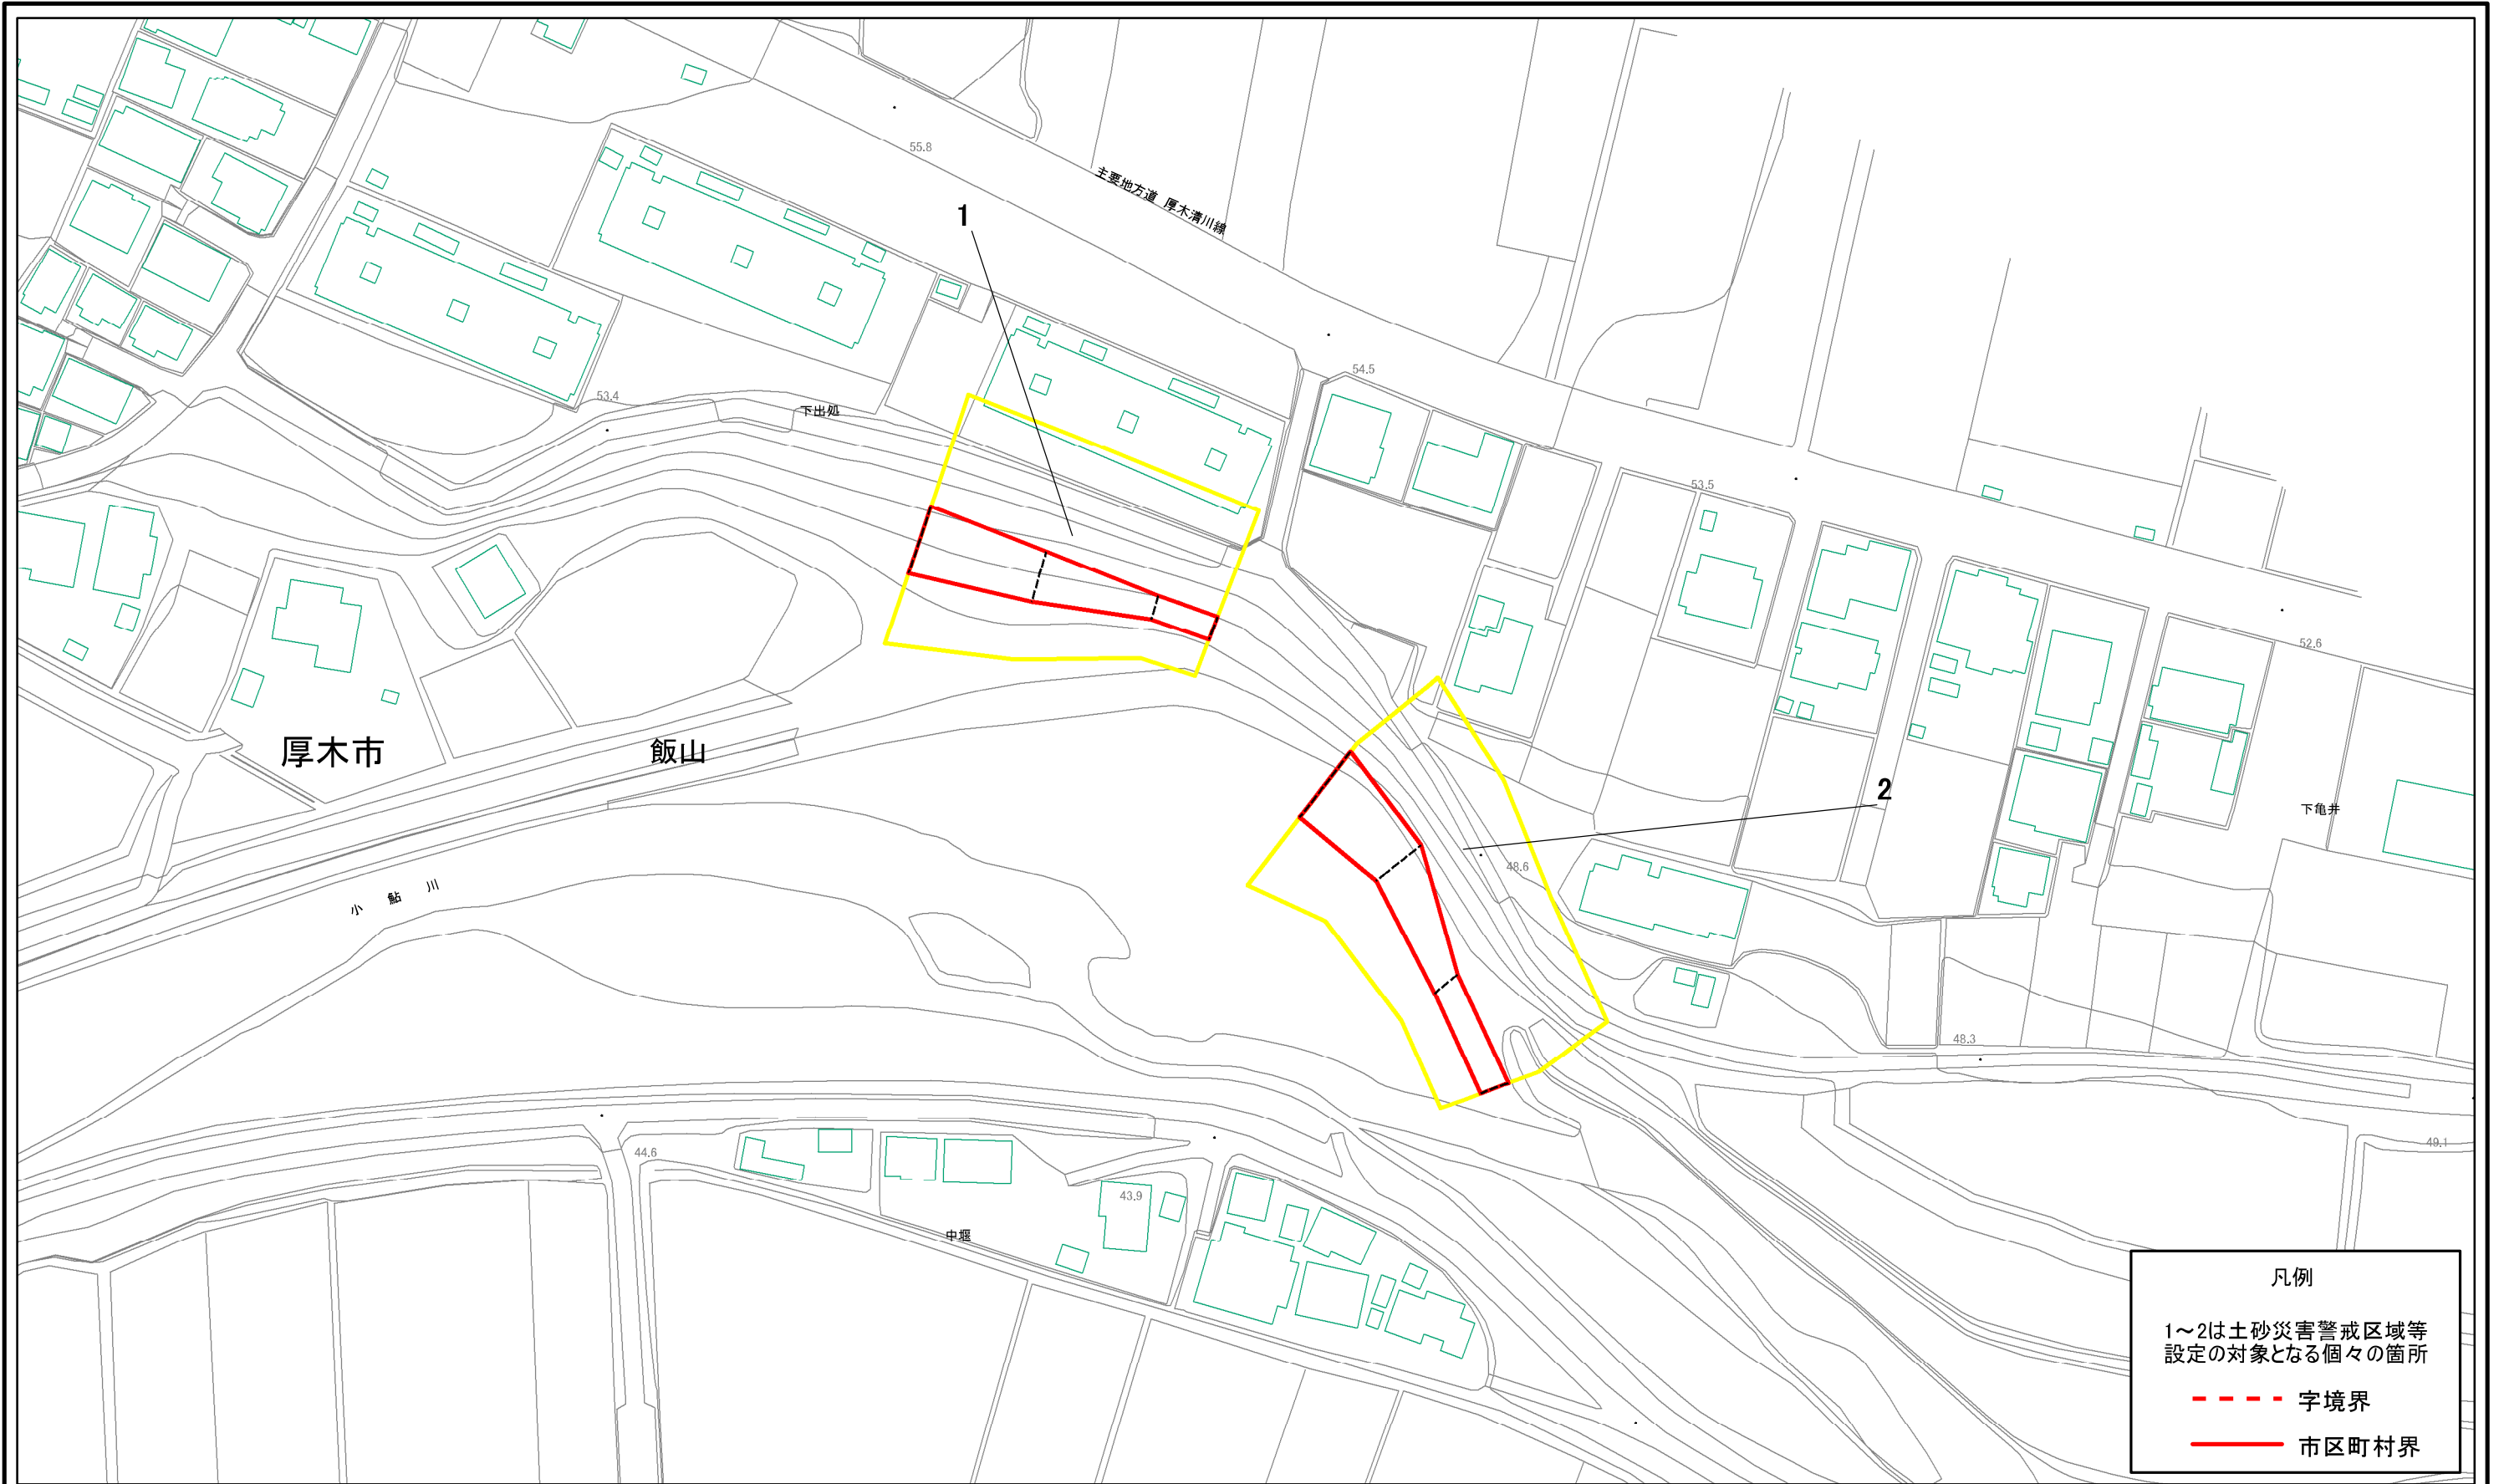 55.8
主要地方道 厚木清川線
1
54.5
53.4
下出処
53.5
52.6
厚木市
飯山
2
下亀井
48.6
小鮎川
48.3
49.1
44.6
43.9
中堰
凡例
1～2は土砂災害警戒区域等
設定の対象となる個々の箇所
字境界
市区町村界